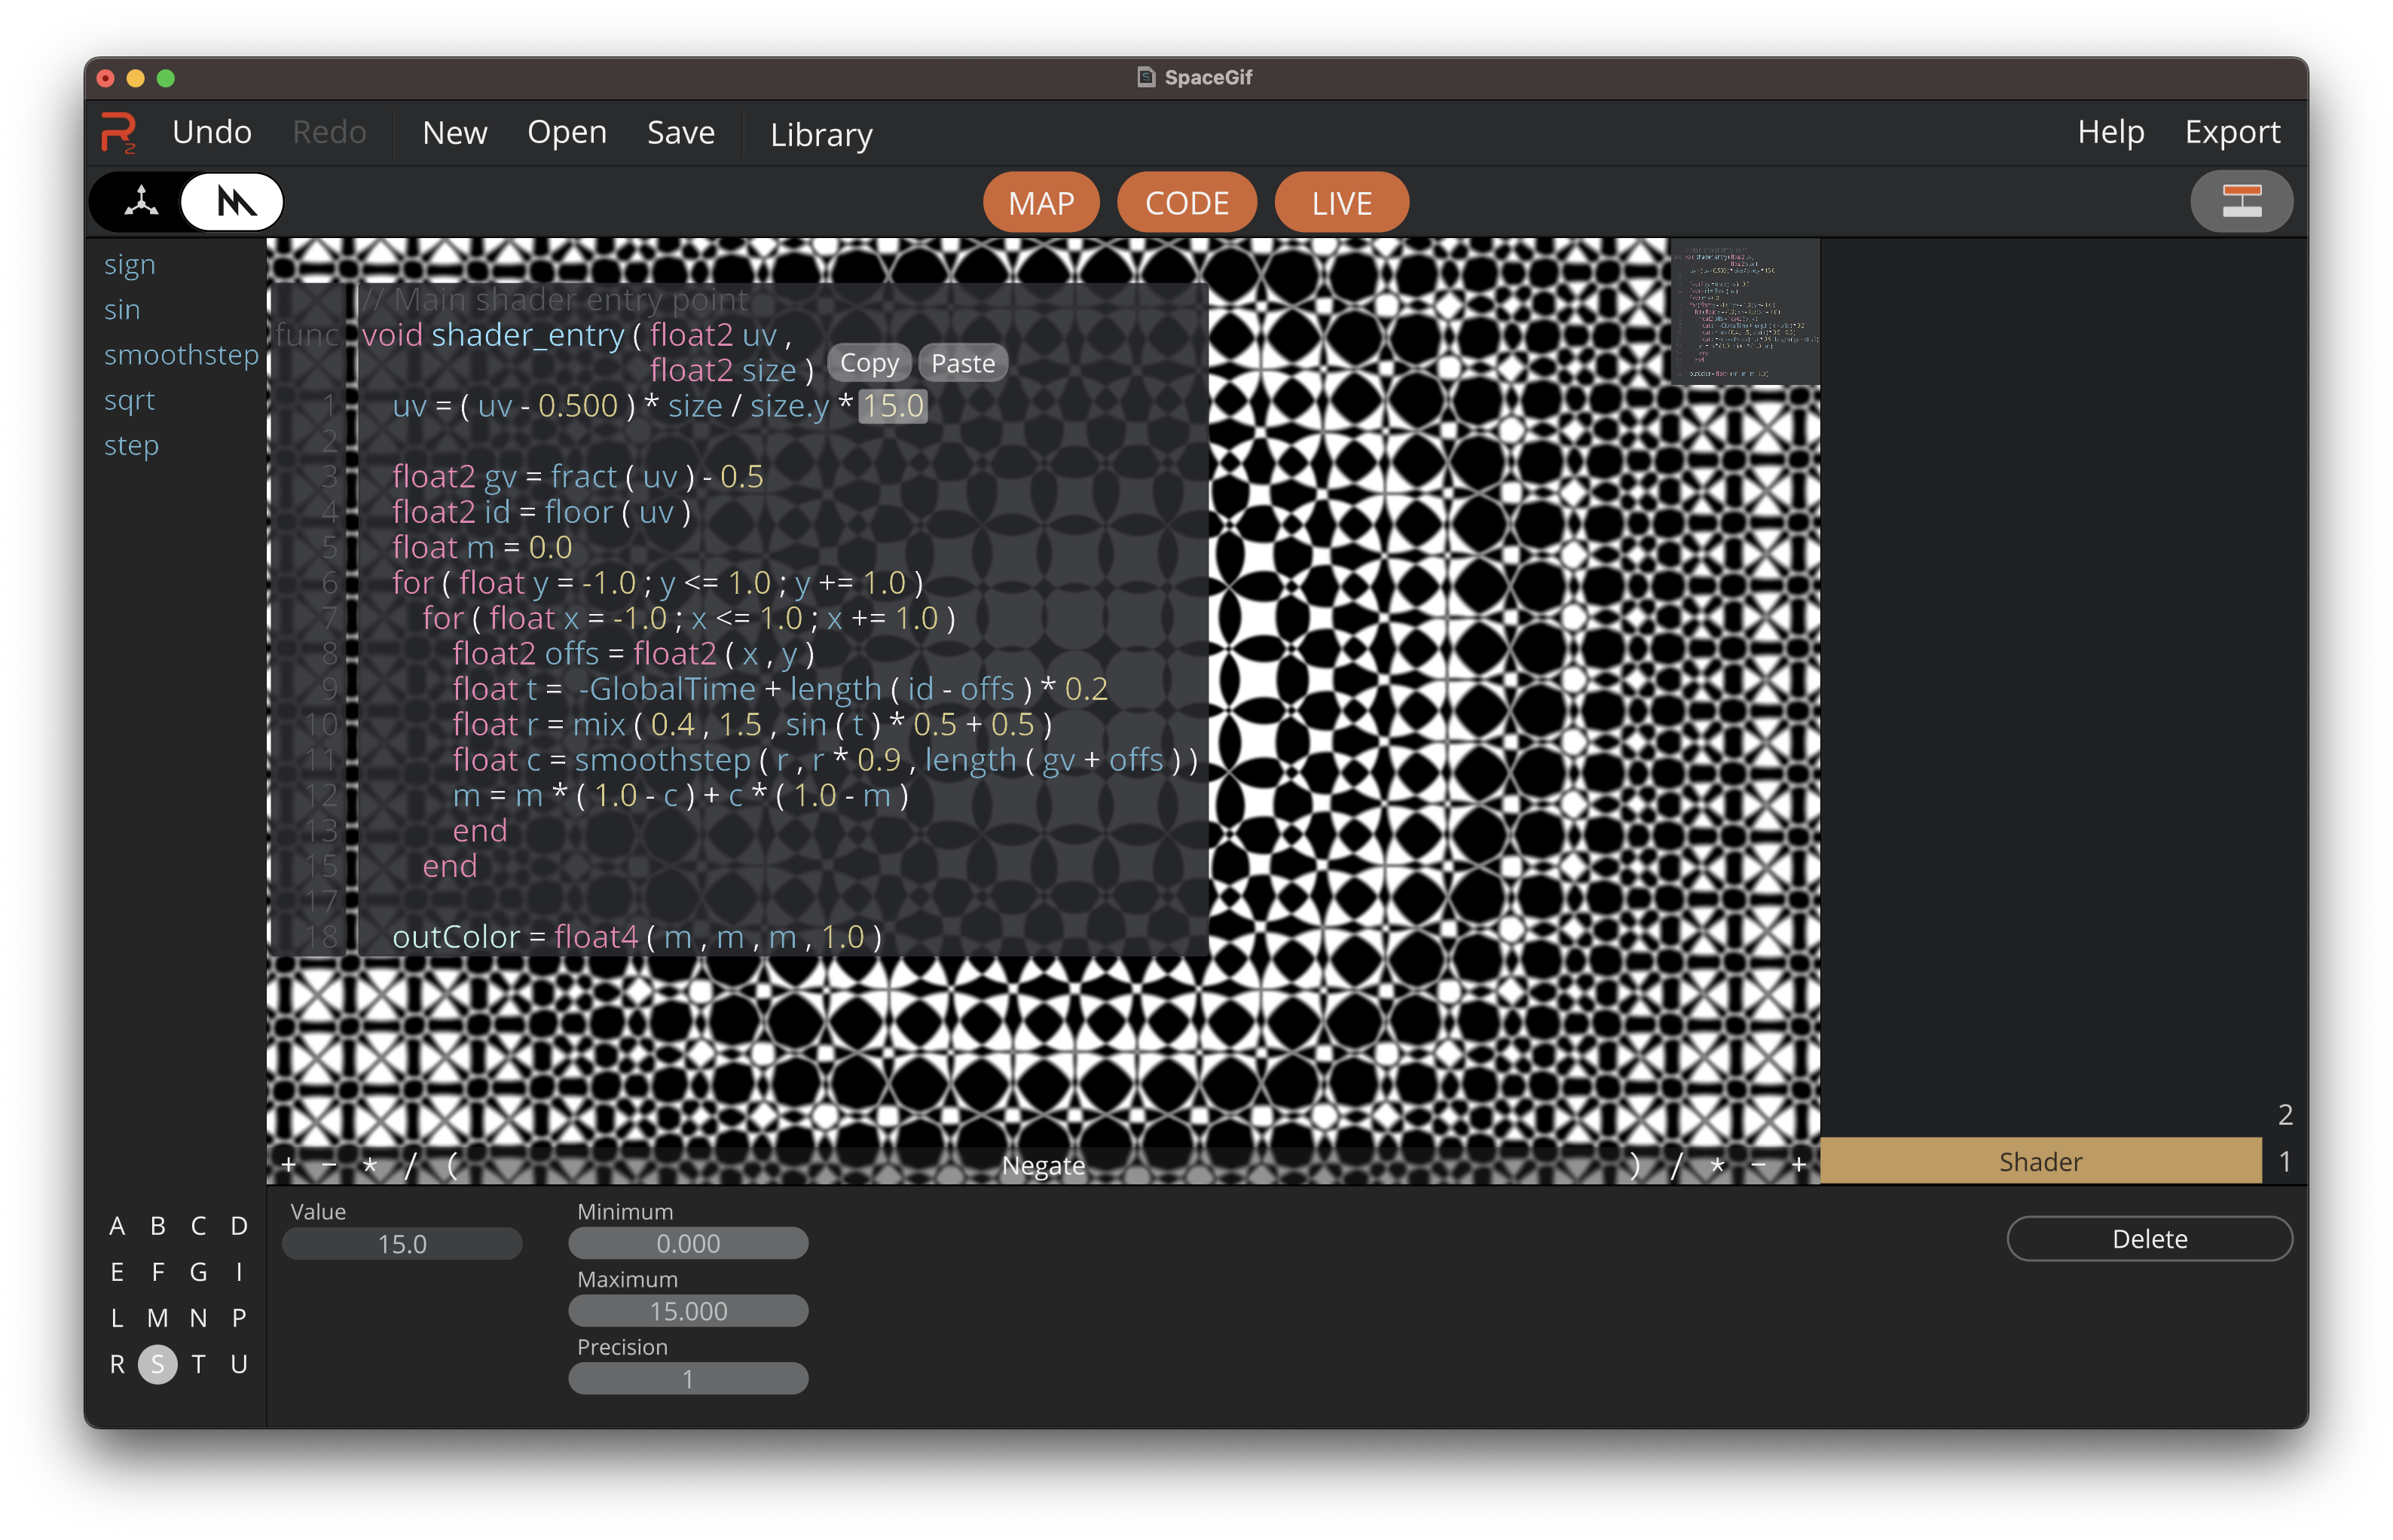 SpaceGif
R2 Undo Redo New Open Save Library Help Export
MAP CODE LIVE
sign
sin
smoothstep
sqrt
step
// Main shader entry point
func void shader_entry ( float2 uv ,
float2 size )
Copy Paste
1 uv = ( uv - 0.500 ) * size / size.y * 15.0
2
3 float2 gv = fract ( uv ) - 0.5
4 float2 id = floor ( uv )
5 float m = 0.0
6 for ( float y = -1.0 ; y <= 1.0 ; y += 1.0 )
7 for ( float x = -1.0 ; x <= 1.0 ; x += 1.0 )
8 float2 offs = float2 ( x , y )
9 float t = -GlobalTime + length ( id - offs ) * 0.2
10 float r = mix ( 0.4 , 1.5 , sin ( t ) * 0.5 + 0.5 )
11 float c = smoothstep ( r , r * 0.9 , length ( gv + offs ) )
12 m = m * ( 1.0 - c ) + c * ( 1.0 - m )
13 end
15 end
17
18 outColor = float4 ( m , m , m , 1.0 )
+ - * / ( Negate ) / * - +
2
Shader 1
A B C D
E F G I
L M N P
R S T U
Value
15.0
Minimum
0.000
Maximum
15.000
Precision
1
Delete